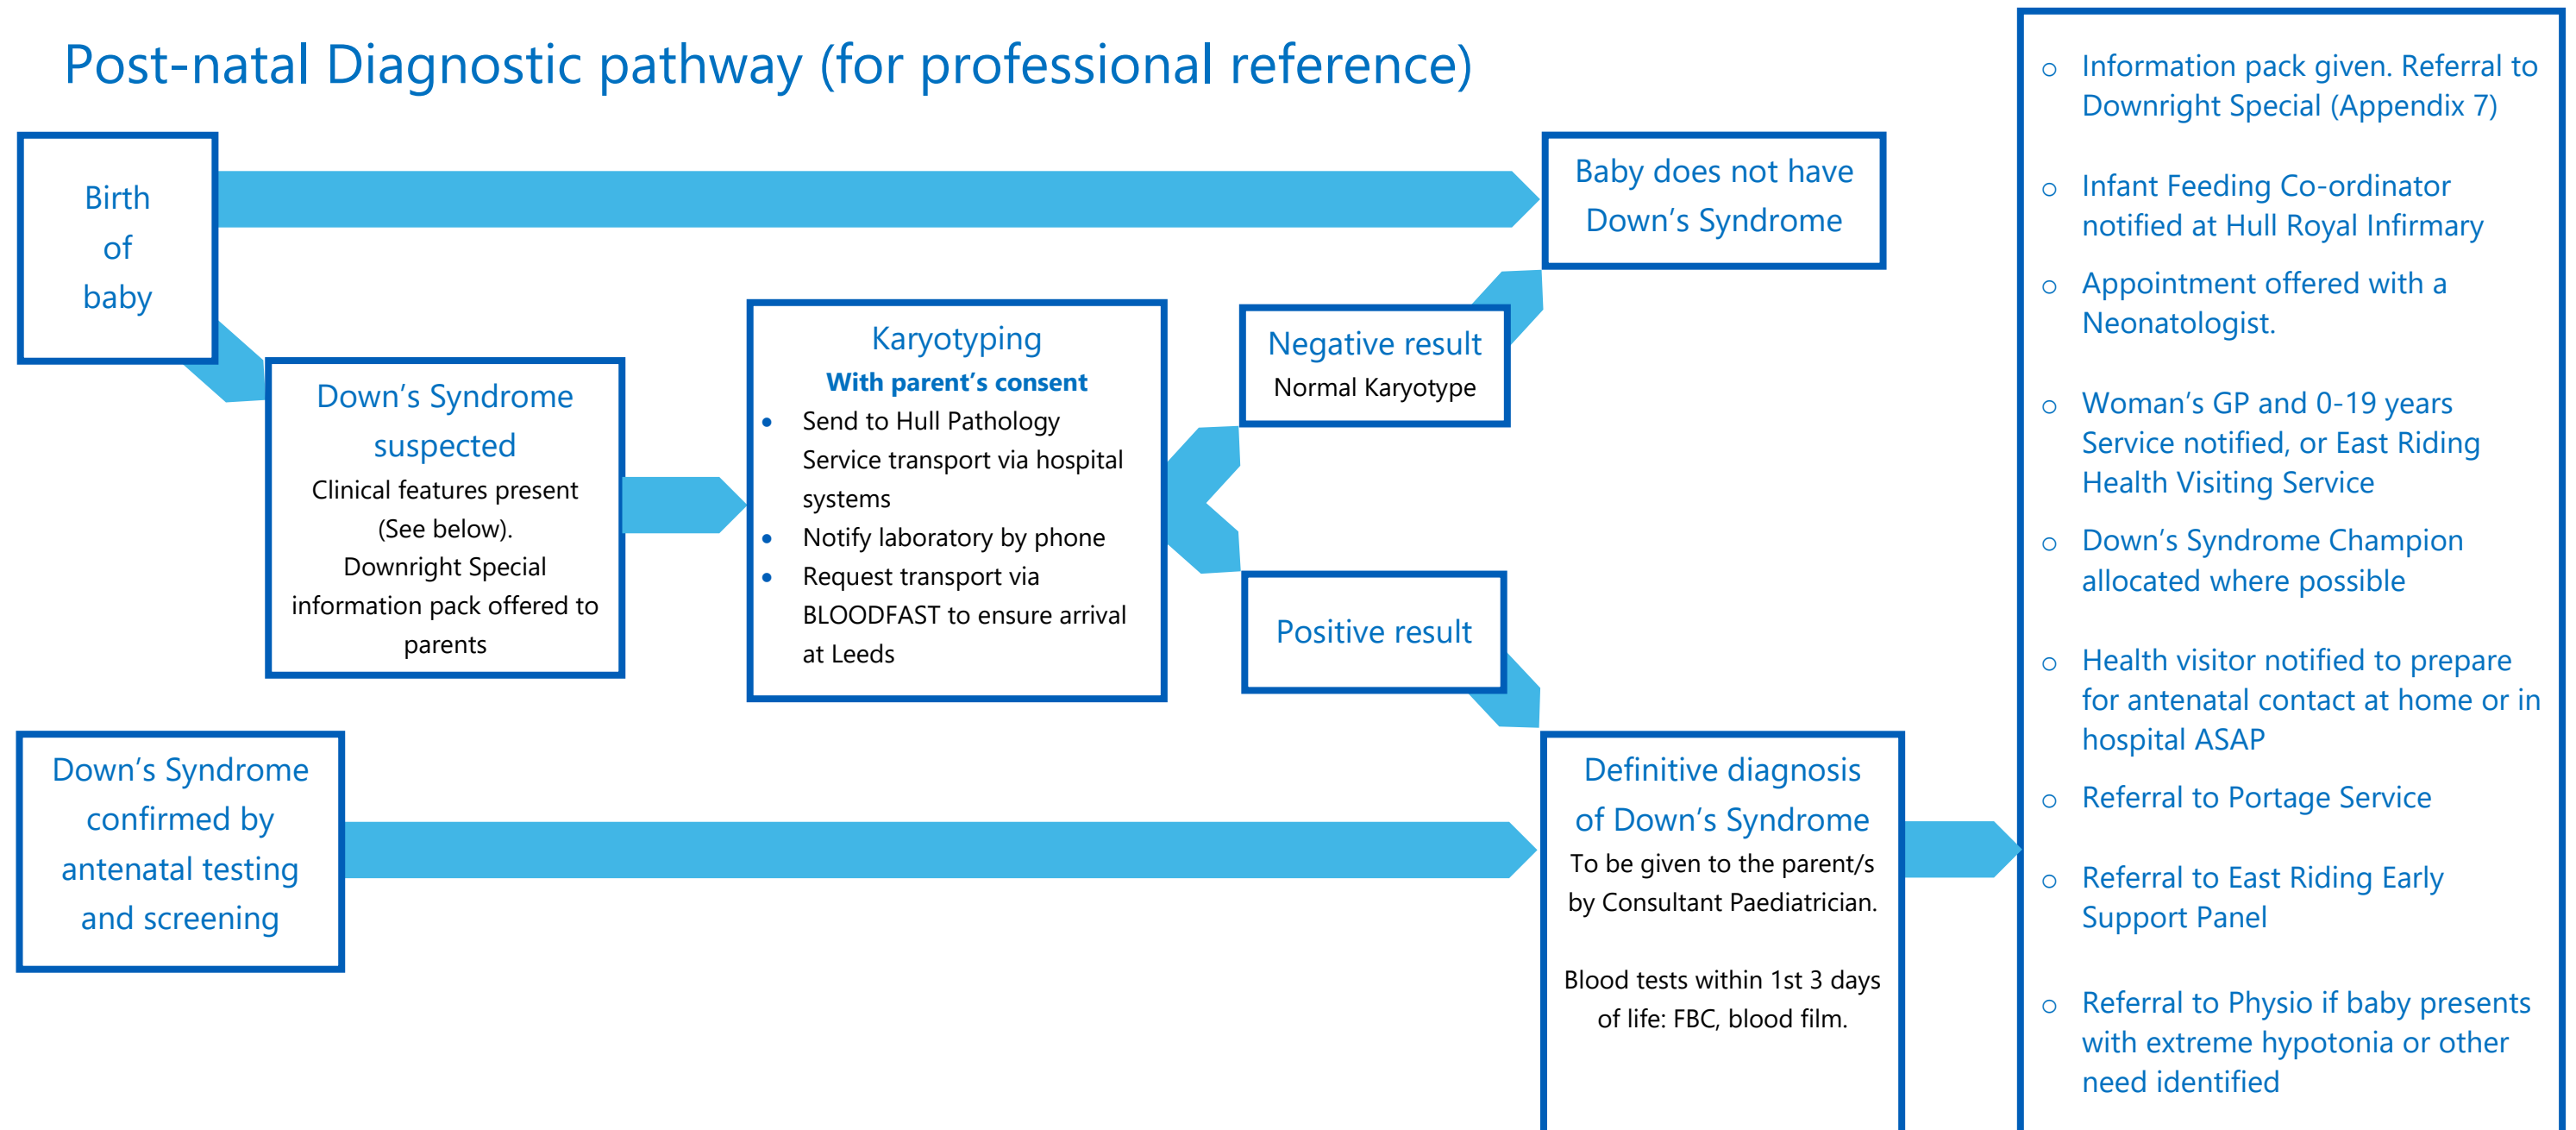 Post-natal Diagnostic pathway (for professional reference)
Birth
of
baby
Baby does not have
Down’s Syndrome
Down’s Syndrome
suspected
Clinical features present
(See below).
Downright Special
information pack offered to
parents
Karyotyping
With parent’s consent
• Send to Hull Pathology
Service transport via hospital
systems
• Notify laboratory by phone
• Request transport via
BLOODFAST to ensure arrival
at Leeds
Negative result
Normal Karyotype
Positive result
Down’s Syndrome
confirmed by
antenatal testing
and screening
Definitive diagnosis
of Down’s Syndrome
To be given to the parent/s
by Consultant Paediatrician.
Blood tests within 1st 3 days
of life: FBC, blood film.
o Information pack given. Referral to
Downright Special (Appendix 7)
o Infant Feeding Co-ordinator
notified at Hull Royal Infirmary
o Appointment offered with a
Neonatologist.
o Woman’s GP and 0-19 years
Service notified, or East Riding
Health Visiting Service
o Down’s Syndrome Champion
allocated where possible
o Health visitor notified to prepare
for antenatal contact at home or in
hospital ASAP
o Referral to Portage Service
o Referral to East Riding Early
Support Panel
o Referral to Physio if baby presents
with extreme hypotonia or other
need identified